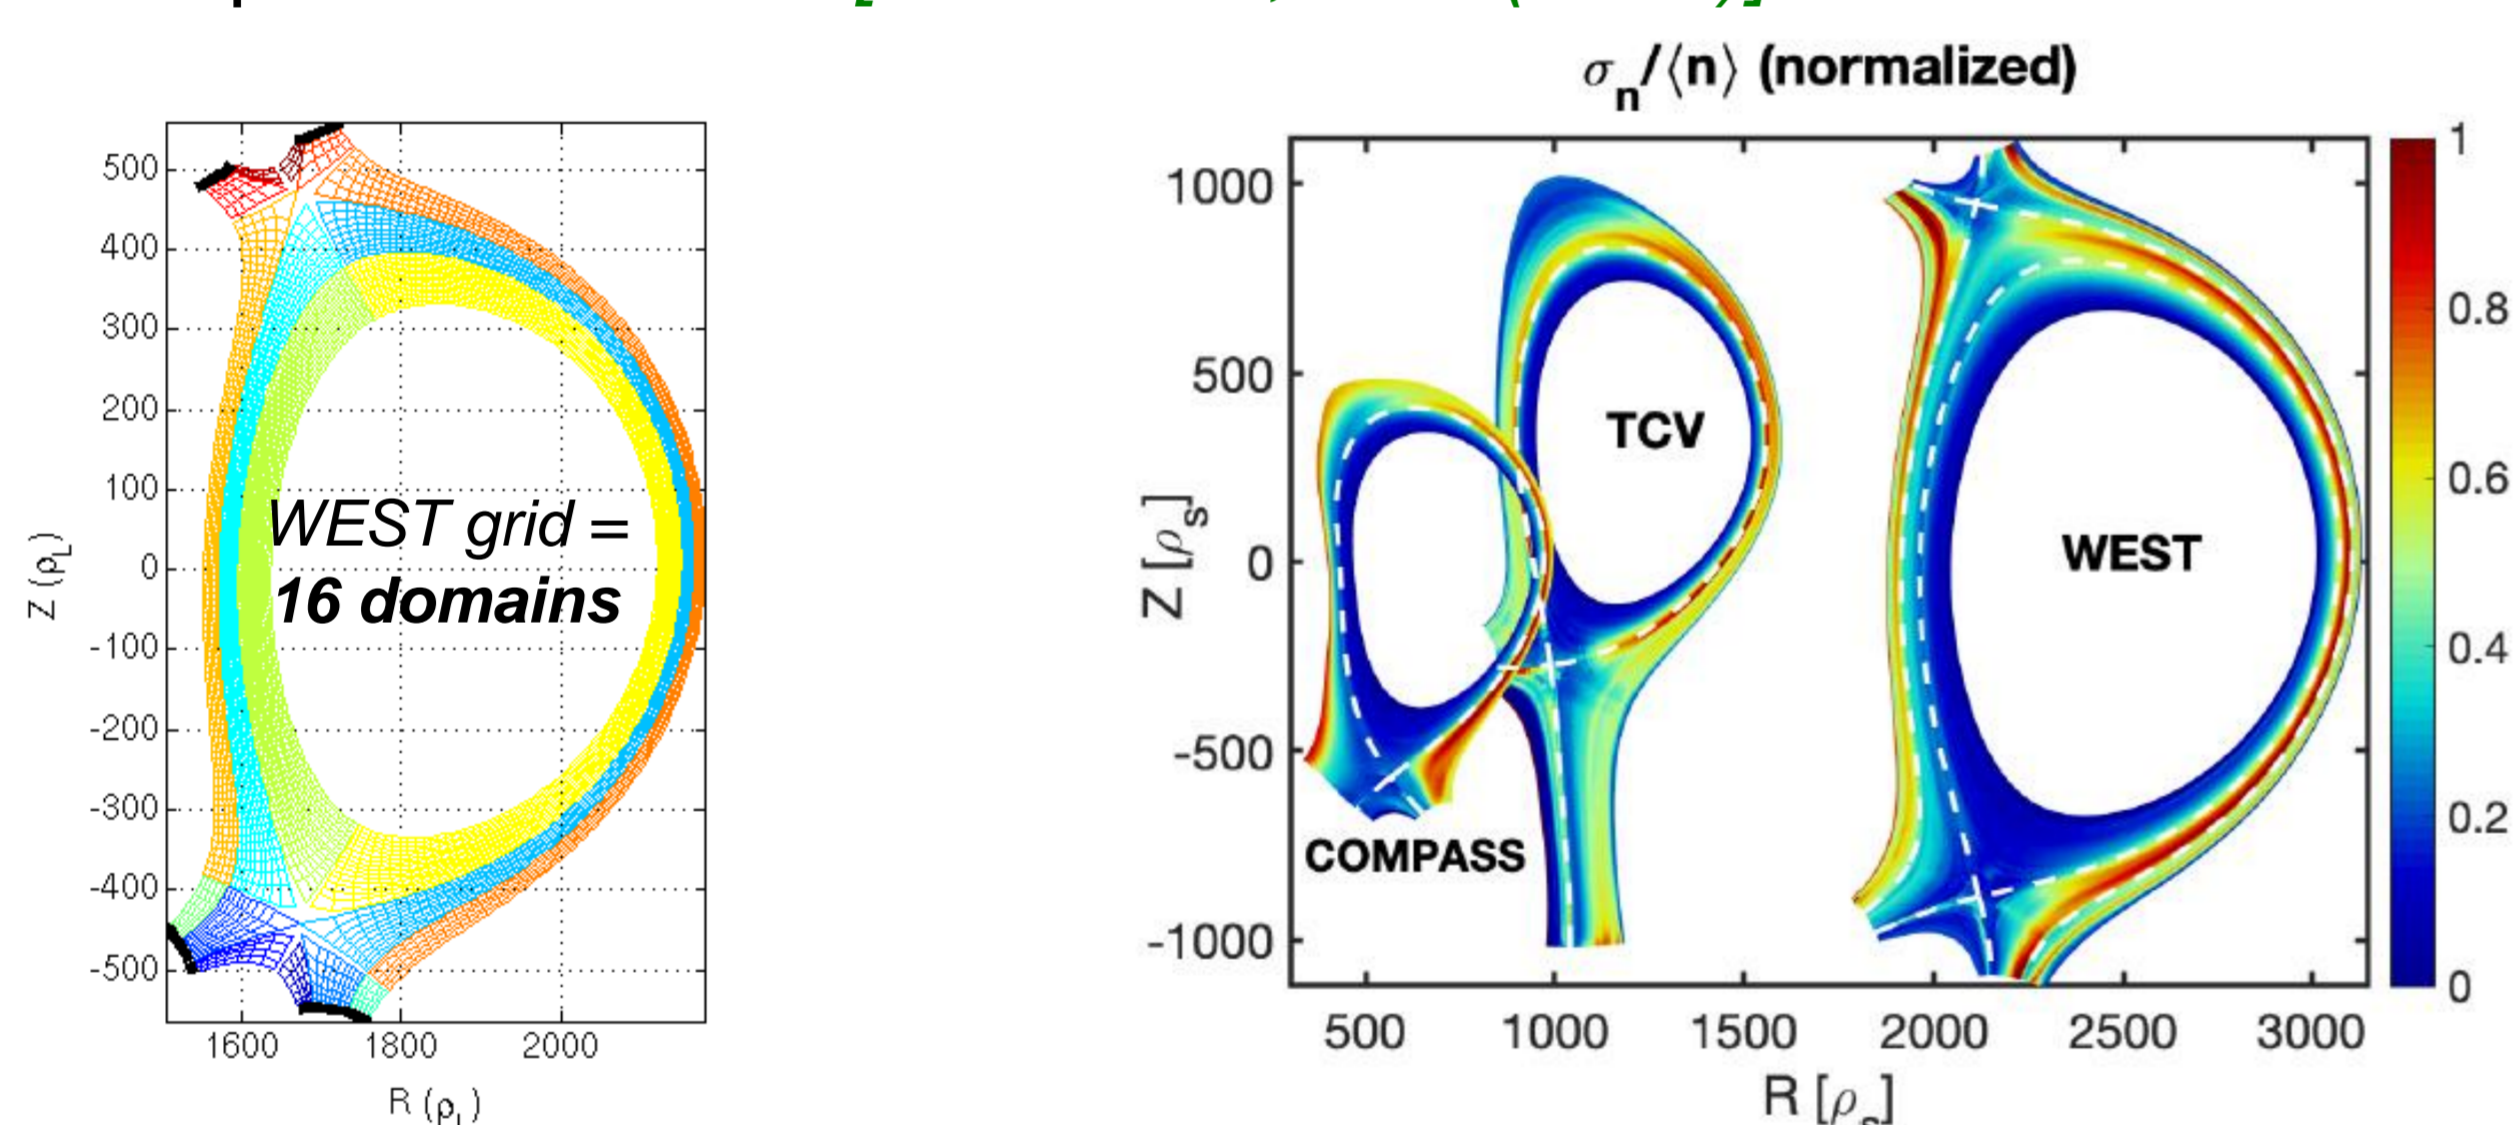 WEST grid =
16 domains
500
400
300
200
100
0
-100
-200
-300
-400
-500
Z (ρL)
1600 1800 2000
R (ρL)
σn/⟨n⟩ (normalized)
1000
500
0
-500
-1000
Z [ρs]
TCV
WEST
COMPASS
500 1000 1500 2000 2500 3000
R [ρs]
1
0.8
0.6
0.4
0.2
0